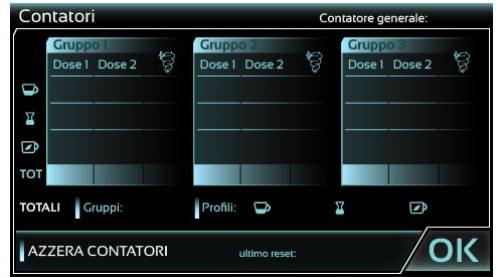 Contatori Contatore generale:
Gruppo 1 Gruppo 2 Gruppo 3
Dose 1 Dose 2 Dose 1 Dose 2 Dose 1 Dose 2
TOT
TOTALI Gruppi: Profili:
AZZERA CONTATORI ultimo reset: OK